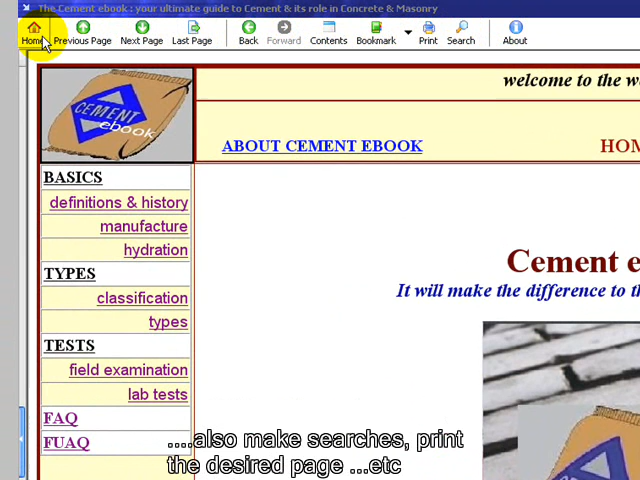 The Cement ebook : your ultimate guide to Cement & its role in Concrete & Masonry
Home Previous Page Next Page Last Page Back Forward Contents Bookmark Print Search About
CEMENT
ebook
welcome to the
ABOUT CEMENT EBOOK
BASICS
definitions & history
manufacture
hydration
TYPES
classification
types
TESTS
field examination
lab tests
FAQ
FUAQ
Cement
It will make the difference to
....also make searches, print
the desired page ...etc